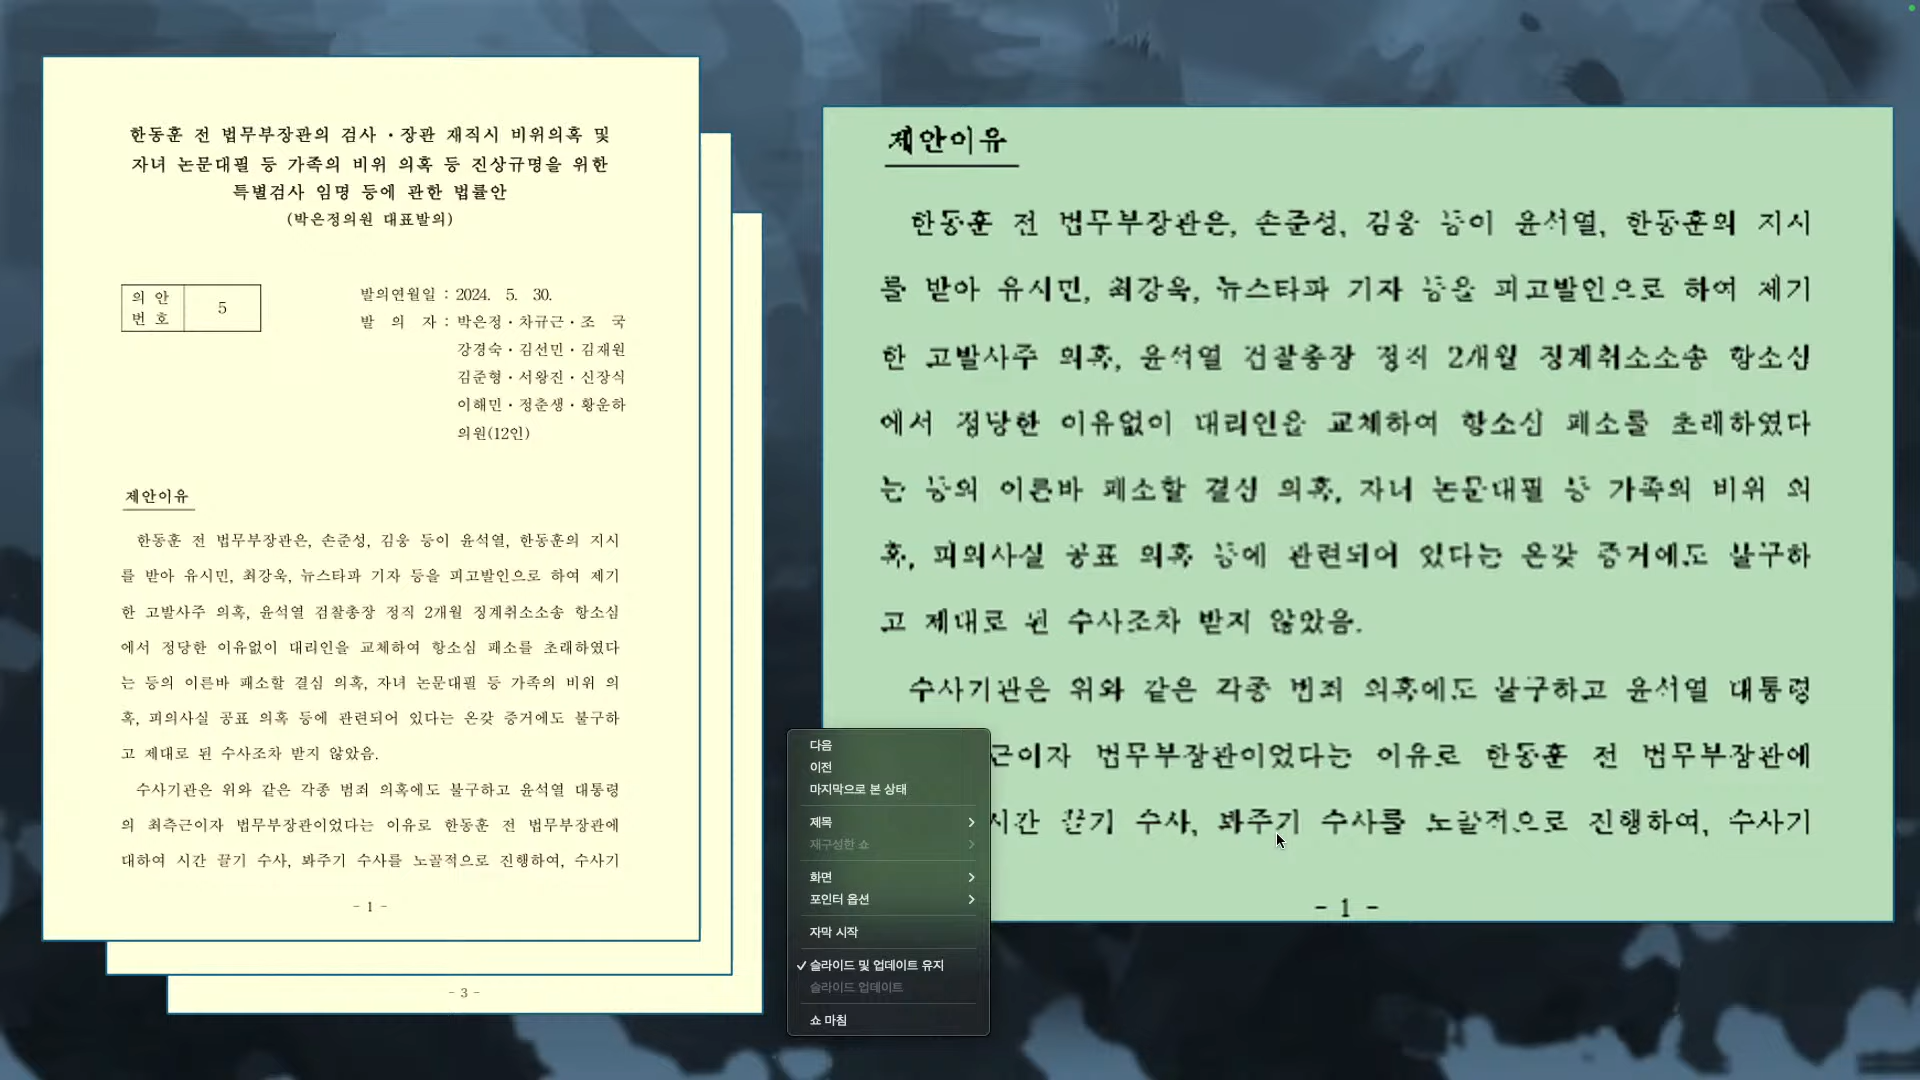 한동훈 전 법무부장관의 검사·장관 재직시 비위의혹 및
자녀 논문대필 등 가족의 비위 의혹 등 진상규명을 위한
특별검사 임명 등에 관한 법률안
(박은정의원 대표발의)
의 안
번 호
5
발의연월일 : 2024. 5. 30.
발 의 자 : 박은정·차규근·조 국
강경숙·김선민·김재원
김준형·서왕진·신장식
이해민·정춘생·황운하
의원(12인)
제안이유
한동훈 전 법무부장관은, 손준성, 김웅 등이 윤석열, 한동훈의 지시
를 받아 유시민, 최강욱, 뉴스타파 기자 등을 피고발인으로 하여 제기
한 고발사주 의혹, 윤석열 검찰총장 정직 2개월 징계취소소송 항소심
에서 정당한 이유없이 대리인을 교체하여 항소심 패소를 초래하였다
는 등의 이른바 패소할 결심 의혹, 자녀 논문대필 등 가족의 비위 의
혹, 피의사실 공표 의혹 등에 관련되어 있다는 온갖 증거에도 불구하
고 제대로 된 수사조차 받지 않았음.
수사기관은 위와 같은 각종 범죄 의혹에도 불구하고 윤석열 대통령
의 최측근이자 법무부장관이었다는 이유로 한동훈 전 법무부장관에
대하여 시간 끌기 수사, 봐주기 수사를 노골적으로 진행하여, 수사기
- 1 -
- 3 -
제안이유
한동훈 전 법무부장관은, 손준성, 김웅 등이 윤석열, 한동훈의 지시
를 받아 유시민, 최강욱, 뉴스타파 기자 등을 피고발인으로 하여 제기
한 고발사주 의혹, 윤석열 검찰총장 정직 2개월 징계취소소송 항소심
에서 정당한 이유없이 대리인을 교체하여 항소심 패소를 초래하였다
는 등의 이른바 패소할 결심 의혹, 자녀 논문대필 등 가족의 비위 의
혹, 피의사실 공표 의혹 등에 관련되어 있다는 온갖 증거에도 불구하
고 제대로 된 수사조차 받지 않았음.
수사기관은 위와 같은 각종 범죄 의혹에도 불구하고 윤석열 대통령
근이자 법무부장관이었다는 이유로 한동훈 전 법무부장관에
시간 끌기 수사, 봐주기 수사를 노골적으로 진행하여, 수사기
- 1 -
다음
이전
마지막으로 본 상태
제목
재구성한 쇼
화면
포인터 옵션
자막 시작
슬라이드 및 업데이트 유지
슬라이드 업데이트
쇼 마침